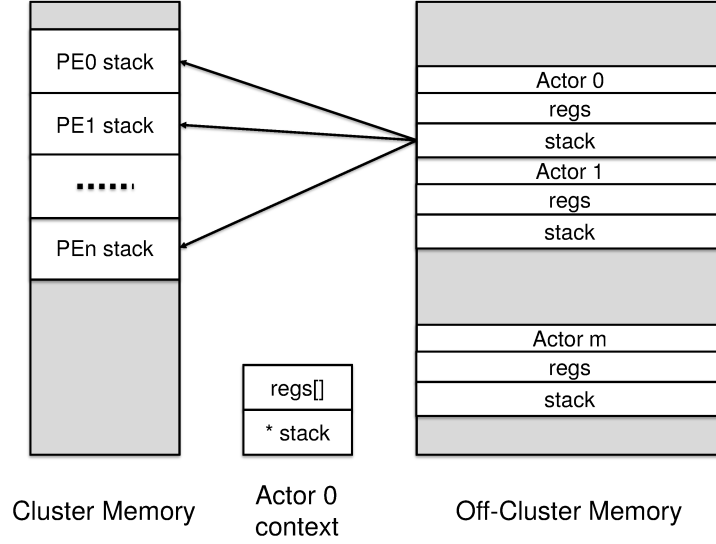 PE0 stack
PE1 stack
PEn stack
Cluster Memory
regs[]
* stack
Actor 0
context
Actor 0
regs
stack
Actor 1
regs
stack
Actor m
regs
stack
Off-Cluster Memory